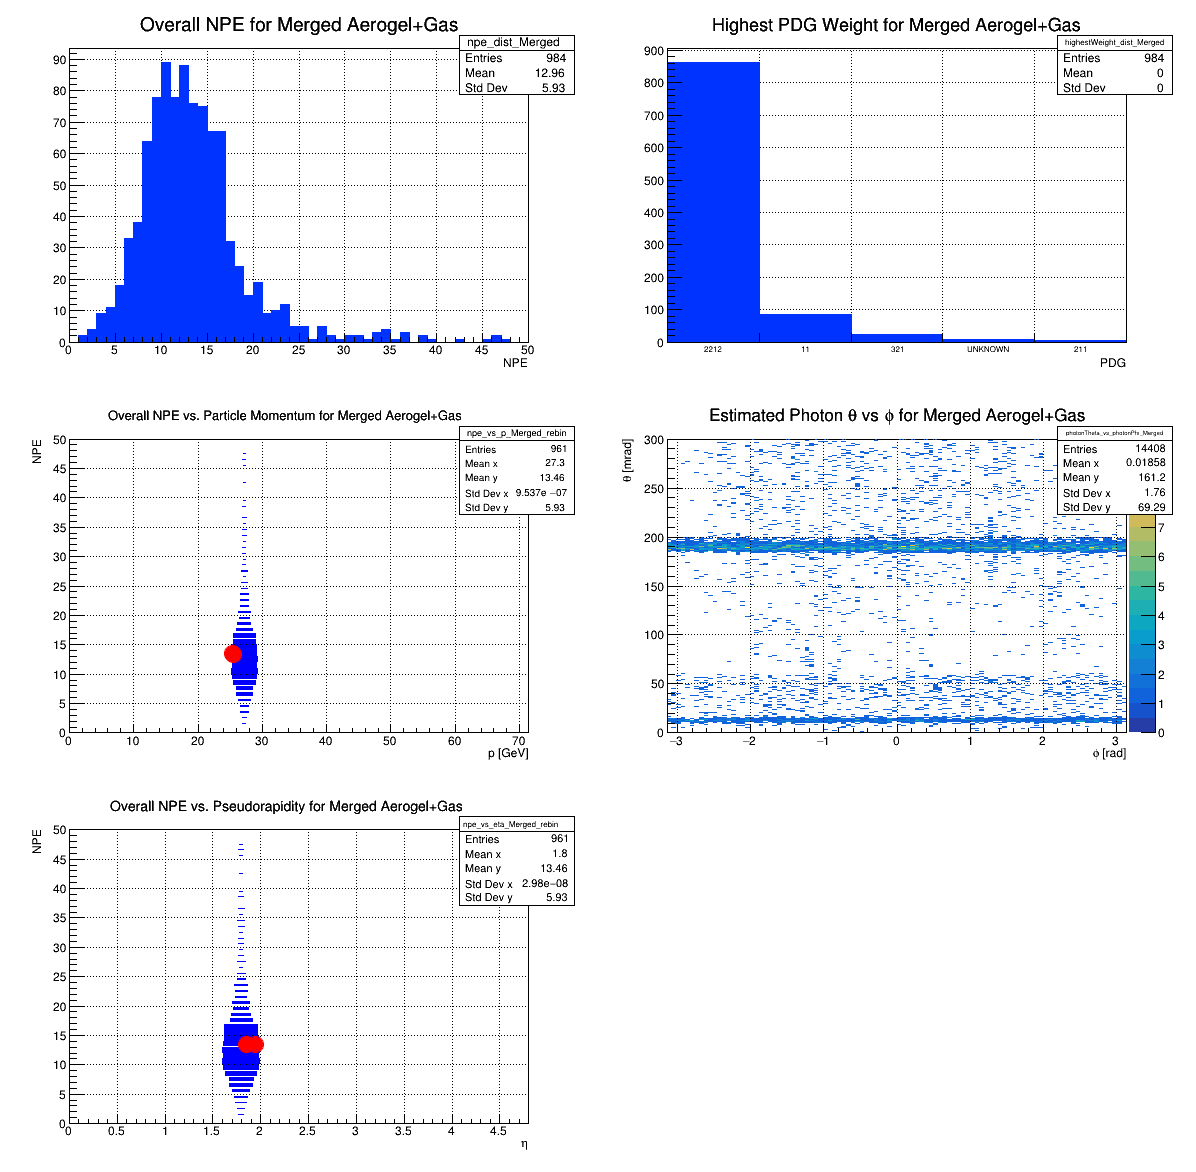 Overall NPE for Merged Aerogel+Gas
npe_dist_Merged
Entries 984
Mean 12.96
Std Dev 5.93
90
80
70
60
50
40
30
20
10
0
0 5 10 15 20 25 30 35 40 45 50
NPE
Highest PDG Weight for Merged Aerogel+Gas
highestWeight_dist_Merged
Entries 984
Mean 0
Std Dev 0
900
800
700
600
500
400
300
200
100
0
2212 11 321 UNKNOWN 211
PDG
Overall NPE vs. Particle Momentum for Merged Aerogel+Gas
npe_vs_p_Merged_rebin
Entries 961
Mean x 27.3
Mean y 13.46
Std Dev x 9.537e −07
Std Dev y 5.93
NPE
50
45
40
35
30
25
20
15
10
5
0
0 10 20 30 40 50 60 70
p [GeV]
Estimated Photon θ vs ϕ for Merged Aerogel+Gas
photonTheta_vs_photonPhi_Merged
Entries 14408
Mean x 0.01858
Mean y 161.2
Std Dev x 1.76
Std Dev y 69.29
θ [mrad]
300
250
200
150
100
50
0
−3 −2 −1 0 1 2 3
ϕ [rad]
7
6
5
4
3
2
1
0
Overall NPE vs. Pseudorapidity for Merged Aerogel+Gas
npe_vs_eta_Merged_rebin
Entries 961
Mean x 1.8
Mean y 13.46
Std Dev x 2.98e−08
Std Dev y 5.93
NPE
50
45
40
35
30
25
20
15
10
5
0
0 0.5 1 1.5 2 2.5 3 3.5 4 4.5
η